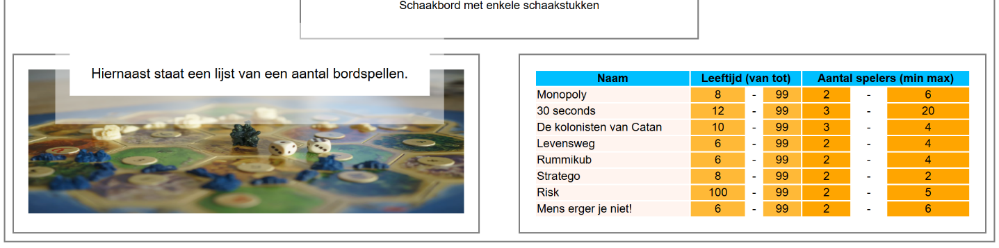 Schaakbord met enkele schaakstukken
Hiernaast staat een lijst van een aantal bordspellen.
Naam Leeftijd (van tot) Aantal spelers (min max)
Monopoly 8 - 99 2 - 6
30 seconds 12 - 99 3 - 20
De kolonisten van Catan 10 - 99 3 - 4
Levensweg 6 - 99 2 - 4
Rummikub 6 - 99 2 - 4
Stratego 8 - 99 2 - 2
Risk 100 - 99 2 - 5
Mens erger je niet! 6 - 99 2 - 6